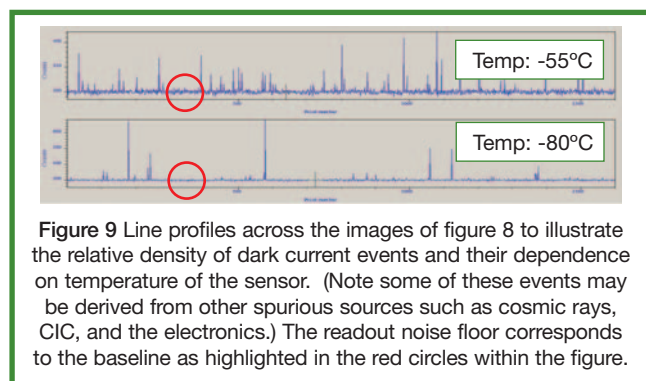 Temp: -55ºC
Temp: -80ºC
Figure 9 Line profiles across the images of figure 8 to illustrate
the relative density of dark current events and their dependence
on temperature of the sensor. (Note some of these events may
be derived from other spurious sources such as cosmic rays,
CIC, and the electronics.) The readout noise floor corresponds
to the baseline as highlighted in the red circles within the figure.